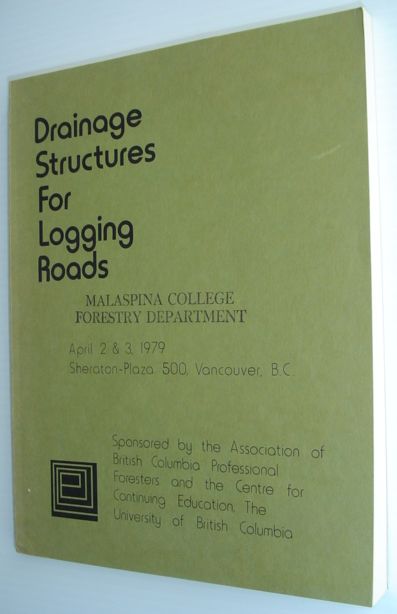 Drainage
Structures
For
Logging
Roads
MALASPINA COLLEGE
FORESTRY DEPARTMENT
April 2 & 3, 1979
Sheraton-Plaza 500, Vancouver, B.C.
Sponsored by the Association of
British Columbia Professional
Foresters and the Centre for
Continuing Education, The
University of British Columbia